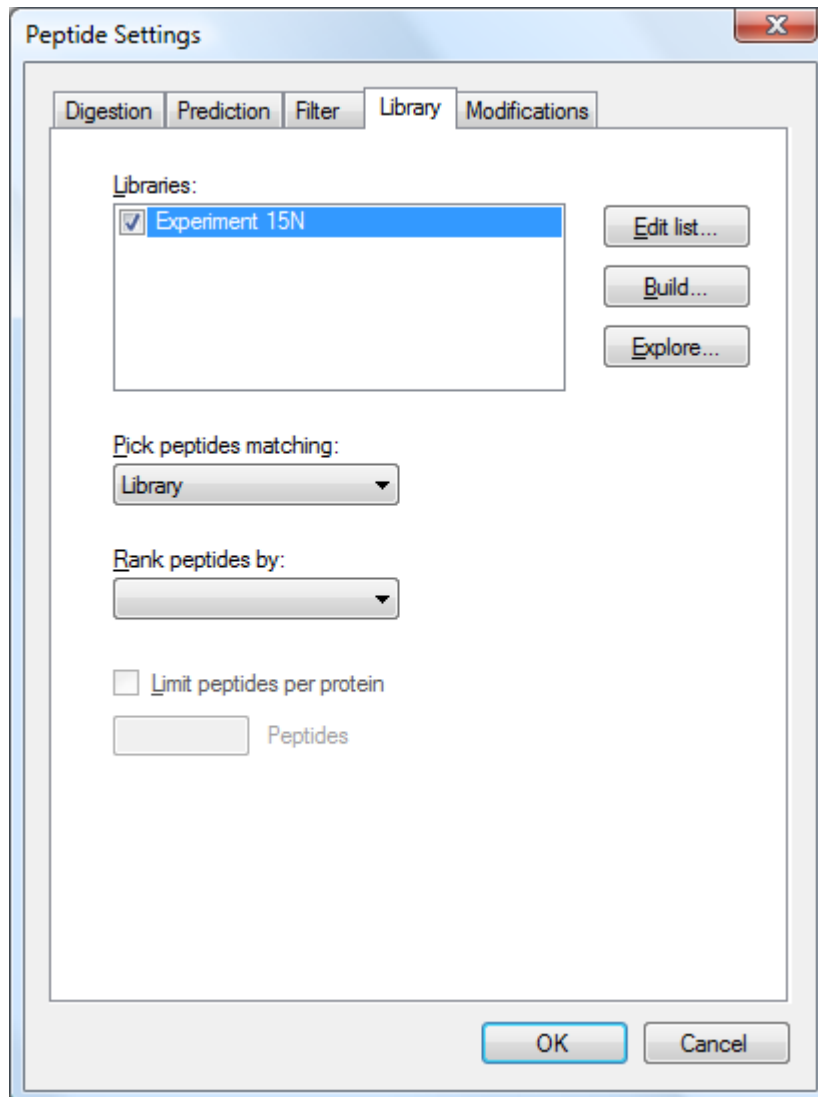 Peptide Settings
Digestion Prediction Filter Library Modifications
Libraries:
Experiment 15N
Edit list...
Build...
Explore...
Pick peptides matching:
Library
Rank peptides by:
Limit peptides per protein
Peptides
OK Cancel